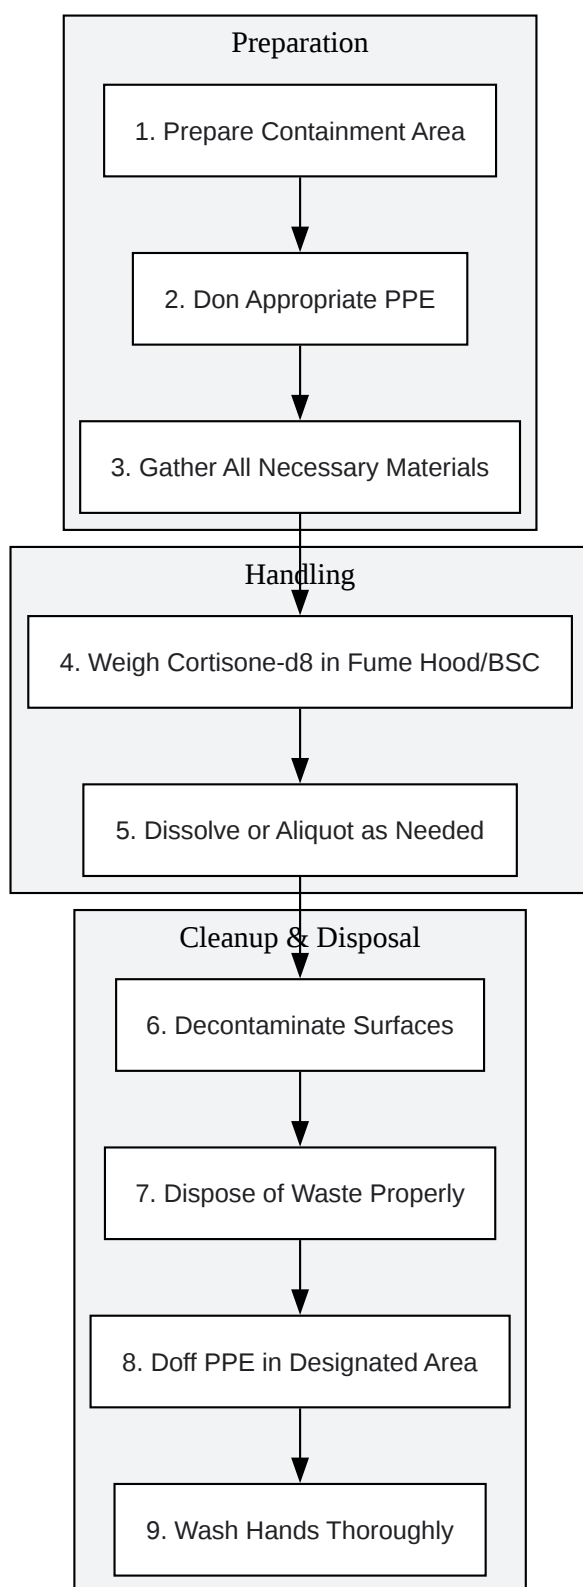 Preparation
1. Prepare Containment Area
2. Don Appropriate PPE
3. Gather All Necessary Materials
Handling
4. Weigh Cortisone-d8 in Fume Hood/BSC
5. Dissolve or Aliquot as Needed
Cleanup & Disposal
6. Decontaminate Surfaces
7. Dispose of Waste Properly
8. Doff PPE in Designated Area
9. Wash Hands Thoroughly